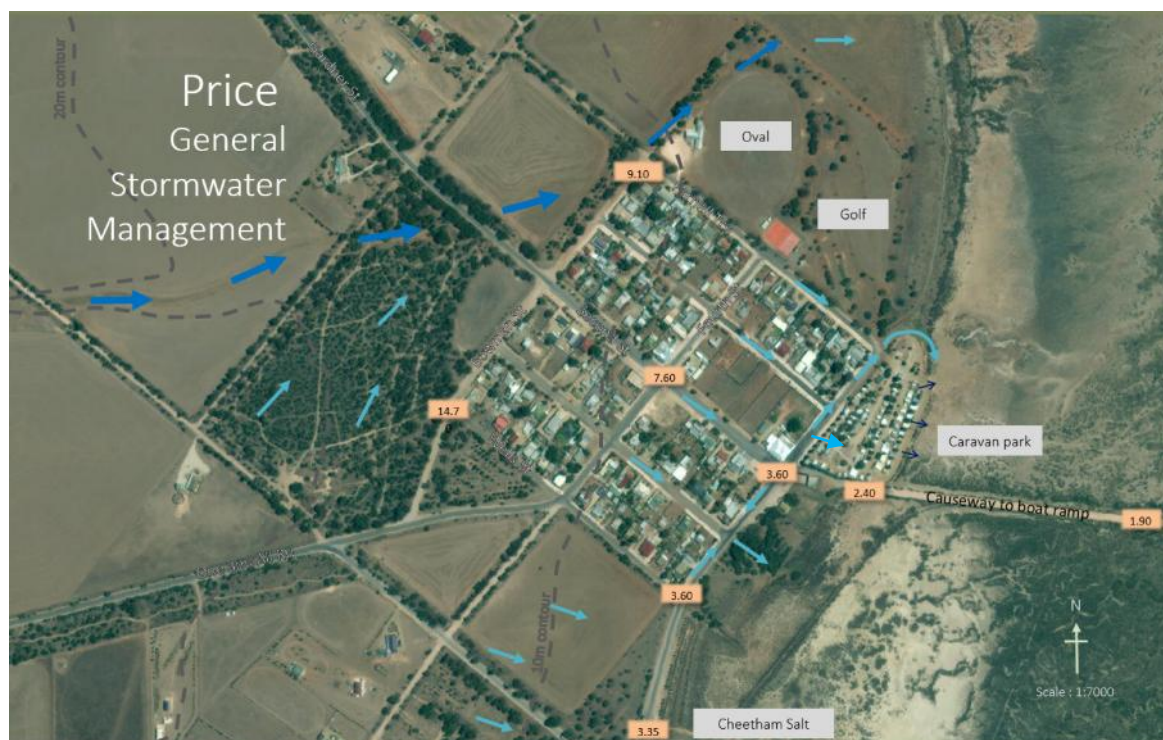 Price
General
Stormwater
Management
20m contour
Oval
9.10
Golf
7.60
14.7
Caravan park
3.60
2.40
Causeway to boat ramp
1.90
3.60
10m contour
N
Scale : 1:7000
Cheetham Salt
3.35